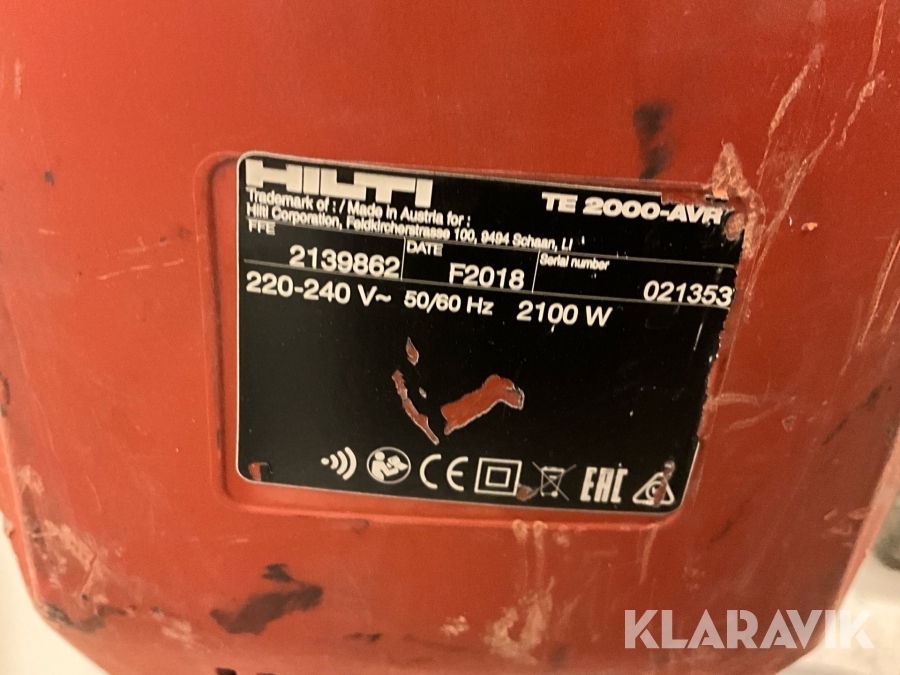 HILTI TE 2000-AVR
Trademark of : / Made in Austria for :
Hilti Corporation, Feldkircherstrasse 100, 9494 Schaan, LI
FFE DATE Serial number
2139862 F2018 021353
220-240 V~ 50/60 Hz 2100 W
CE EAC
KLARAVIK